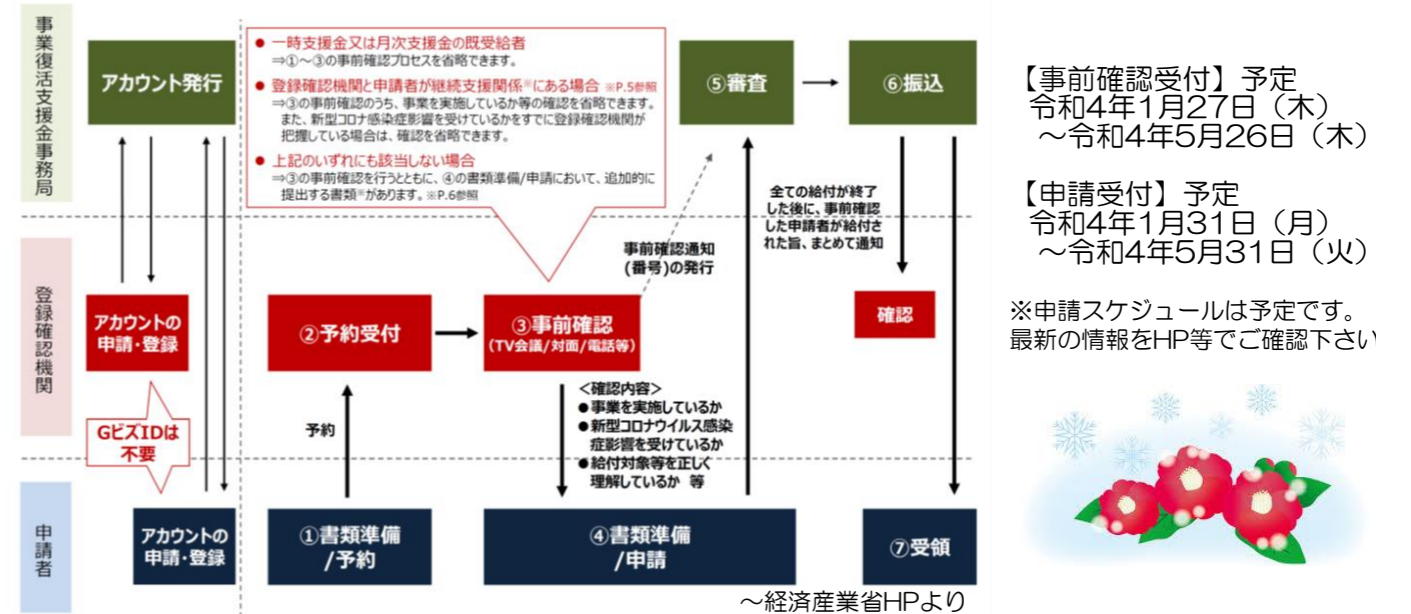 事業復活支援金事務局
アカウント発行
● 一時支援金又は月次支援金の既受給者
⇒①～③の事前確認プロセスを省略できます。
● 登録確認機関と申請者が継続支援関係※にある場合 ※P.5参照
⇒③の事前確認のうち、事業を実施しているか等の確認を省略できます。
また、新型コロナ感染症影響を受けているかをすでに登録確認機関が
把握している場合は、確認を省略できます。
● 上記のいずれにも該当しない場合
⇒③の事前確認を行うとともに、④の書類準備/申請において、追加的に
提出する書類※があります。※P.6参照
⑤審査
⑥振込
全ての給付が終了
した後に、事前確認
した申請者が給付さ
れた旨、まとめて通知
事前確認通知
(番号)の発行
登録確認機関
アカウントの
申請・登録
②予約受付
③事前確認
(TV会議/対面/電話等)
確認
GビズIDは
不要
予約
＜確認内容＞
●事業を実施しているか
●新型コロナウイルス感染
症影響を受けているか
●給付対象等を正しく
理解しているか 等
申請者
アカウントの
申請・登録
①書類準備
/予約
④書類準備
/申請
⑦受領
～経済産業省HPより
【事前確認受付】予定
令和4年1月27日（木）
～令和4年5月26日（木）
【申請受付】予定
令和4年1月31日（月）
～令和4年5月31日（火）
※申請スケジュールは予定です。
最新の情報をHP等でご確認下さい